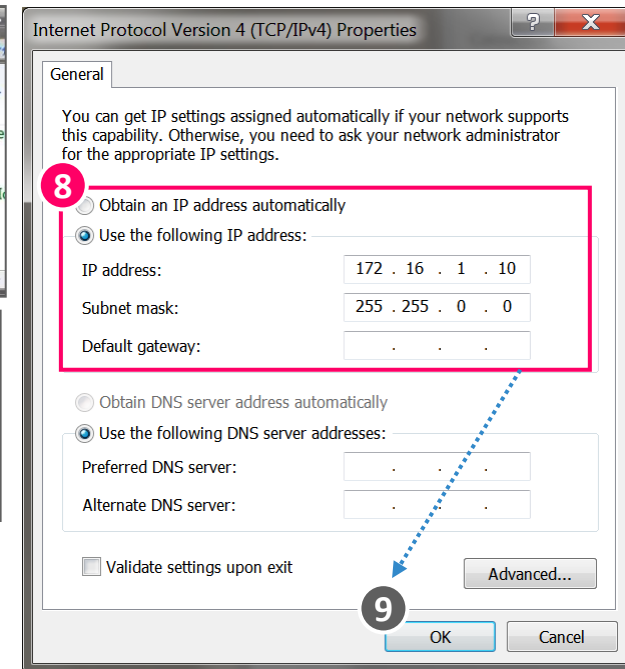 Internet Protocol Version 4 (TCP/IPv4) Properties
?
X
General
You can get IP settings assigned automatically if your network supports
this capability. Otherwise, you need to ask your network administrator
for the appropriate IP settings.
8
Obtain an IP address automatically
Use the following IP address:
IP address: 172 . 16 . 1 . 10
Subnet mask: 255 . 255 . 0 . 0
Default gateway: . . .
Obtain DNS server address automatically
Use the following DNS server addresses:
Preferred DNS server: . . .
Alternate DNS server: . . .
Validate settings upon exit
Advanced...
9
OK Cancel